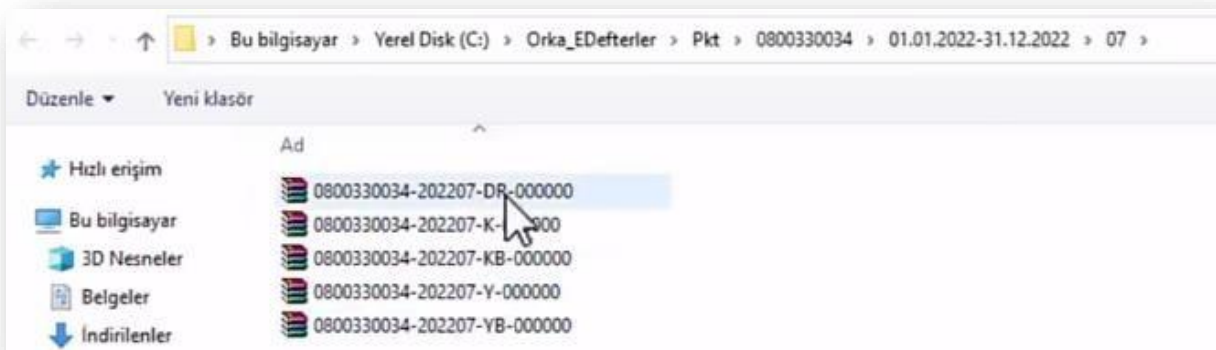 Bu bilgisayar > Yerel Disk (C:) > Orka_EDefterler > Pkt > 0800330034 > 01.01.2022-31.12.2022 > 07 >
Düzenle Yeni klasör
Ad
Hızlı erişim
Bu bilgisayar
3D Nesneler
Belgeler
İndirilenler
0800330034-202207-DR-000000
0800330034-202207-K-
0800330034-202207-KB-000000
0800330034-202207-Y-000000
0800330034-202207-YB-000000